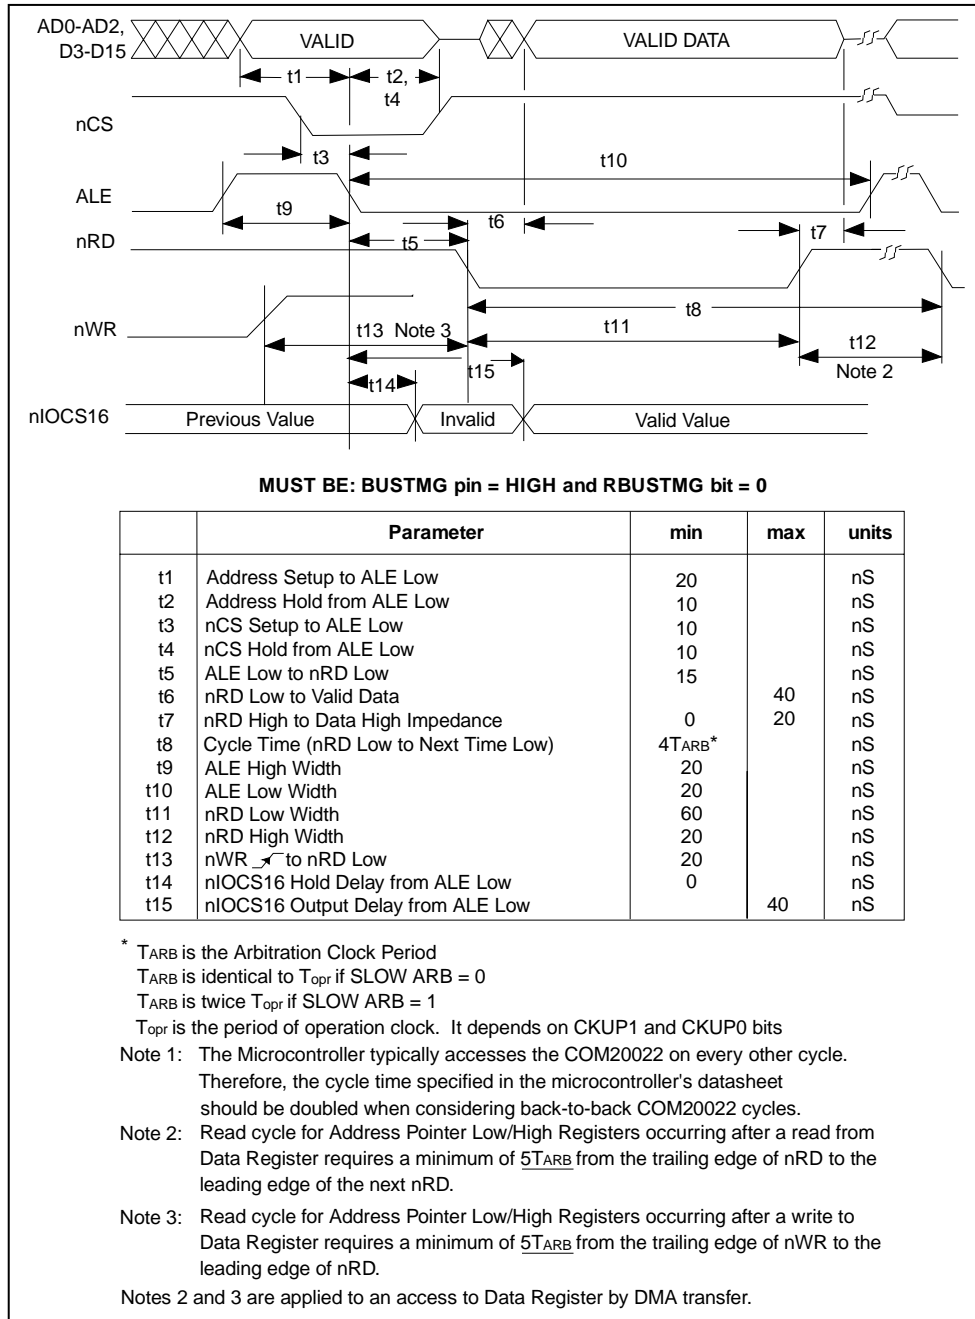 AD0-AD2,
D3-D15
VALID
VALID DATA
t1
t2,
t4
nCS
t3
t10
ALE
t9
t6
nRD
t5
t7
t8
nWR
t13 Note 3
t11
t12
Note 2
t15
t14
nIOCS16
Previous Value
Invalid
Valid Value
MUST BE: BUSTMG pin = HIGH and RBUSTMG bit = 0
Parameter min max units
t1 Address Setup to ALE Low 20 nS
t2 Address Hold from ALE Low 10 nS
t3 nCS Setup to ALE Low 10 nS
t4 nCS Hold from ALE Low 10 nS
t5 ALE Low to nRD Low 15 nS
t6 nRD Low to Valid Data 40 nS
t7 nRD High to Data High Impedance 0 20 nS
t8 Cycle Time (nRD Low to Next Time Low) 4TARB* nS
t9 ALE High Width 20 nS
t10 ALE Low Width 20 nS
t11 nRD Low Width 60 nS
t12 nRD High Width 20 nS
t13 nWR to nRD Low 20 nS
t14 nIOCS16 Hold Delay from ALE Low 0 nS
t15 nIOCS16 Output Delay from ALE Low 40 nS
* TARB is the Arbitration Clock Period
TARB is identical to Topr if SLOW ARB = 0
TARB is twice Topr if SLOW ARB = 1
Topr is the period of operation clock. It depends on CKUP1 and CKUP0 bits
Note 1: The Microcontroller typically accesses the COM20022 on every other cycle.
Therefore, the cycle time specified in the microcontroller's datasheet
should be doubled when considering back-to-back COM20022 cycles.
Note 2: Read cycle for Address Pointer Low/High Registers occurring after a read from
Data Register requires a minimum of 5TARB from the trailing edge of nRD to the
leading edge of the next nRD.
Note 3: Read cycle for Address Pointer Low/High Registers occurring after a write to
Data Register requires a minimum of 5TARB from the trailing edge of nWR to the
leading edge of nRD.
Notes 2 and 3 are applied to an access to Data Register by DMA transfer.